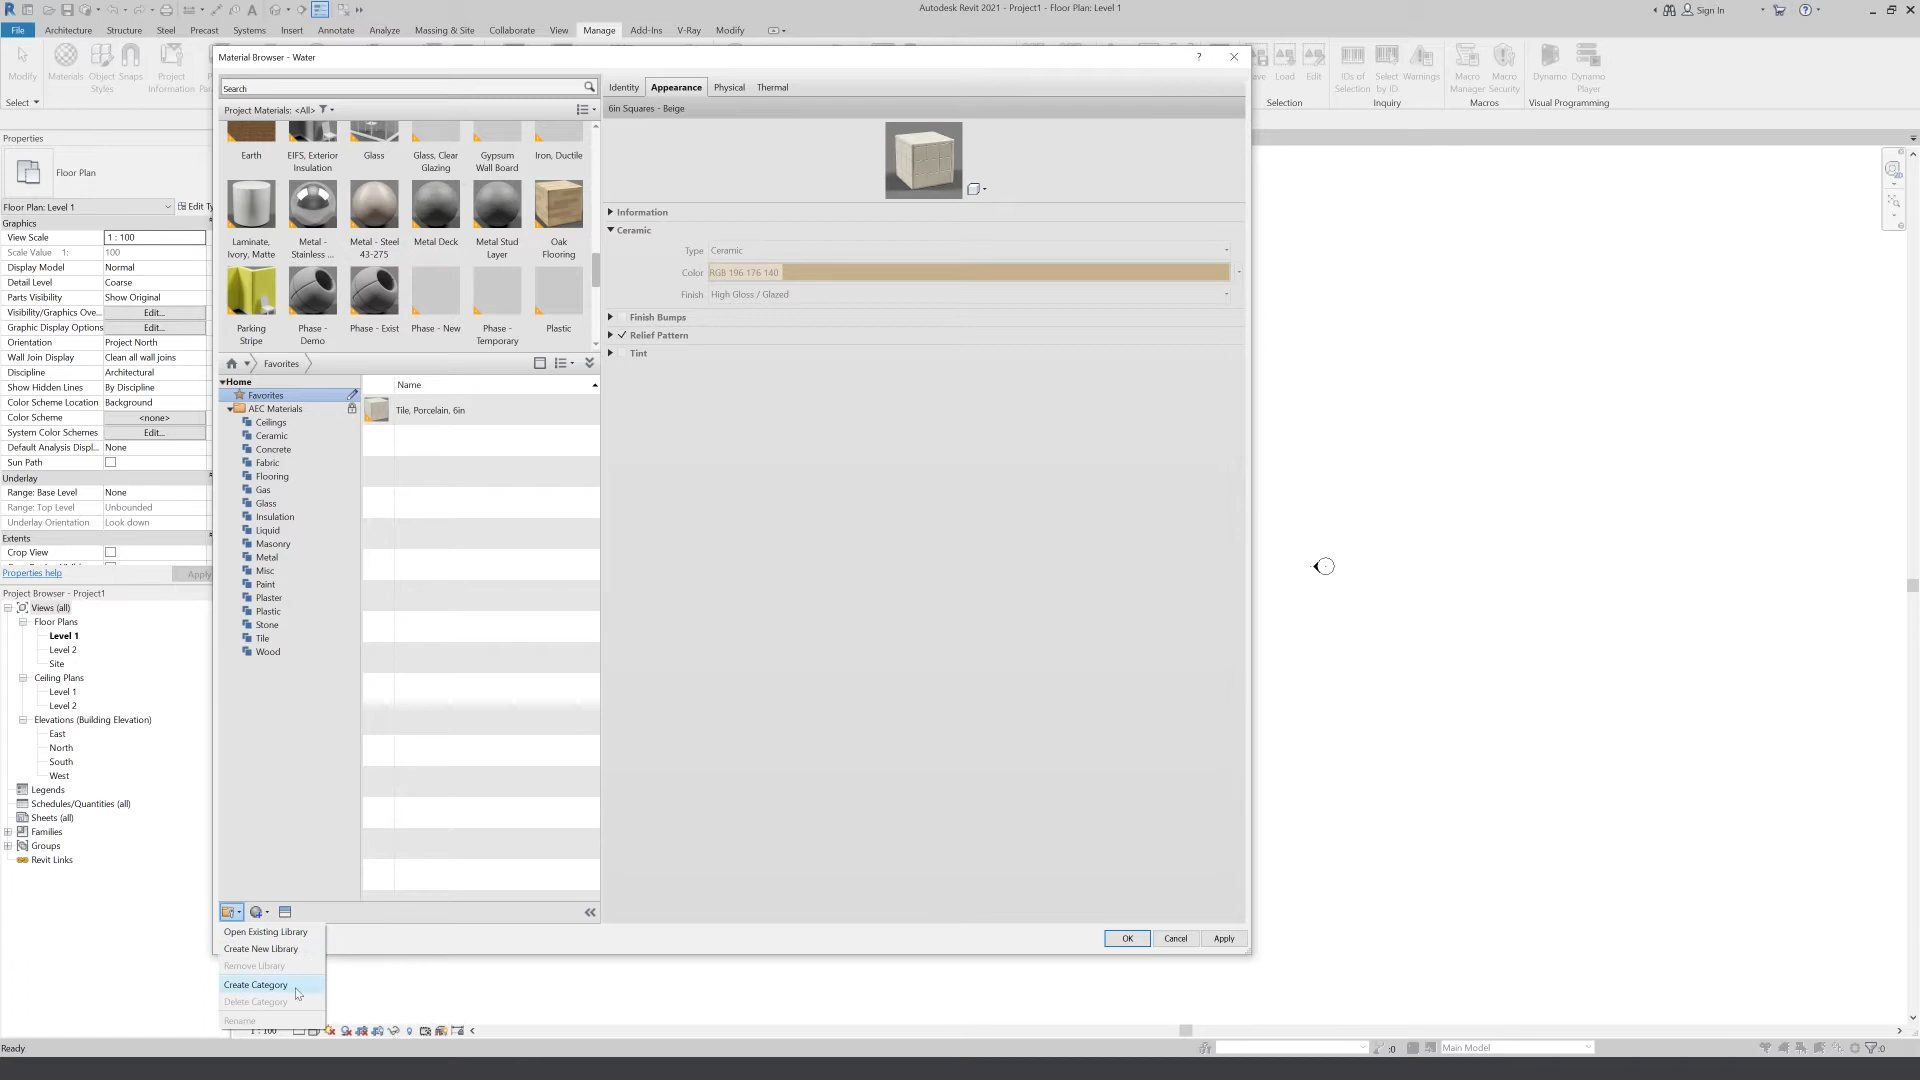 Autodesk Revit 2021 - Project1 - Floor Plan: Level 1
Sign In
File Architecture Structure Steel Precast Systems Insert Annotate Analyze Massing & Site Collaborate View Manage Add-Ins V-Ray Modify
Modify
Materials
Object Styles
Snaps
Project Information
Load
Edit
IDs of Selection
Select by ID
Warnings
Macro Manager
Macro Security
Dynamo
Dynamo Player
Select
Selection
Inquiry
Macros
Visual Programming
Properties
Floor Plan
Floor Plan: Level 1
Graphics
View Scale 1 : 100
Scale Value 1: 100
Display Model Normal
Detail Level Coarse
Parts Visibility Show Original
Visibility/Graphics Ove... Edit...
Graphic Display Options Edit...
Orientation Project North
Wall Join Display Clean all wall joins
Discipline Architectural
Show Hidden Lines By Discipline
Color Scheme Location Background
Color Scheme <none>
System Color Schemes Edit...
Default Analysis Displ... None
Sun Path
Underlay
Range: Base Level None
Range: Top Level Unbounded
Underlay Orientation Look down
Extents
Crop View
Properties help
Apply
Project Browser - Project1
Views (all)
Floor Plans
Level 1
Level 2
Site
Ceiling Plans
Level 1
Level 2
Elevations (Building Elevation)
East
North
South
West
Legends
Schedules/Quantities (all)
Sheets (all)
Families
Groups
Revit Links
Material Browser - Water
?
Search
Project Materials: <All>
Earth
EIFS, Exterior Insulation
Glass
Glass, Clear Glazing
Gypsum Wall Board
Iron, Ductile
Laminate, Ivory, Matte
Metal - Stainless ...
Metal - Steel 43-275
Metal Deck
Metal Stud Layer
Oak Flooring
Parking Stripe
Phase - Demo
Phase - Exist
Phase - New
Phase - Temporary
Plastic
Favorites
Home
Favorites
AEC Materials
Ceilings
Ceramic
Concrete
Fabric
Flooring
Gas
Glass
Insulation
Liquid
Masonry
Metal
Misc
Paint
Plaster
Plastic
Stone
Tile
Wood
Name
Tile, Porcelain, 6in
Identity Appearance Physical Thermal
6in Squares - Beige
Information
Ceramic
Type Ceramic
Color RGB 196 176 140
Finish High Gloss / Glazed
Finish Bumps
Relief Pattern
Tint
OK Cancel Apply
Open Existing Library
Create New Library
Remove Library
Create Category
Delete Category
Rename
Ready
:0
Main Model
:0